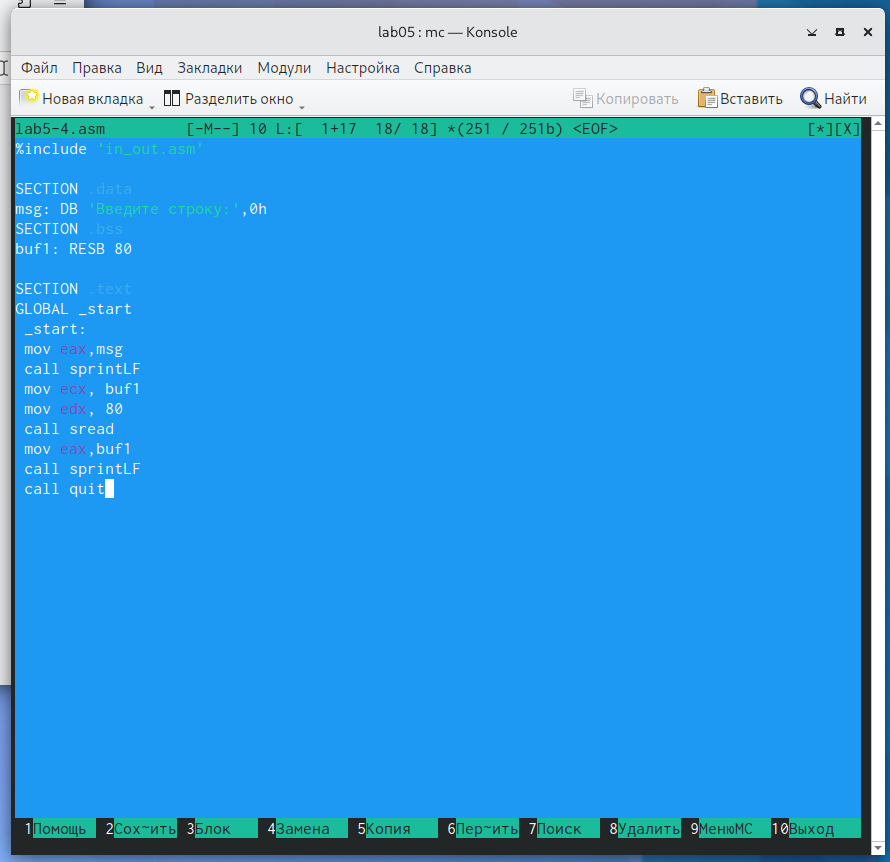 lab05 : mc — Konsole
Файл Правка Вид Закладки Модули Настройка Справка
Новая вкладка Разделить окно Копировать Вставить Найти
lab5-4.asm [-M--] 10 L:[ 1+17 18/ 18] *(251 / 251b) <EOF> [*][X]
%include 'in_out.asm'
SECTION .data
msg: DB 'Введите строку:',0h
SECTION .bss
buf1: RESB 80
SECTION .text
GLOBAL _start
_start:
mov eax,msg
call sprintLF
mov ecx, buf1
mov edx, 80
call sread
mov eax,buf1
call sprintLF
call quit
1Помощь 2Сох~ить 3Блок 4Замена 5Копия 6Пер~ить 7Поиск 8Удалить 9МенюMC 10Выход